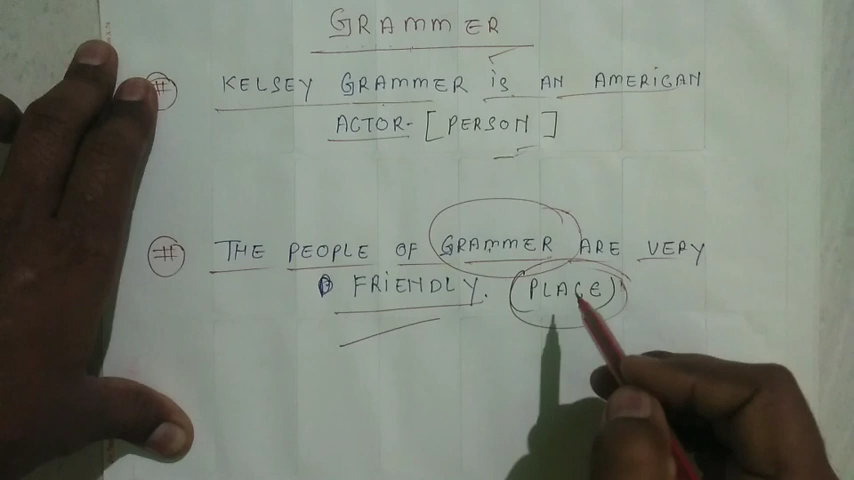 GRAMMER
# KELSEY GRAMMER is AN AMERICAN
ACTOR- [PERSON]
# THE PEOPLE OF GRAMMER ARE VERY
FRIENDLY. (PLACE)